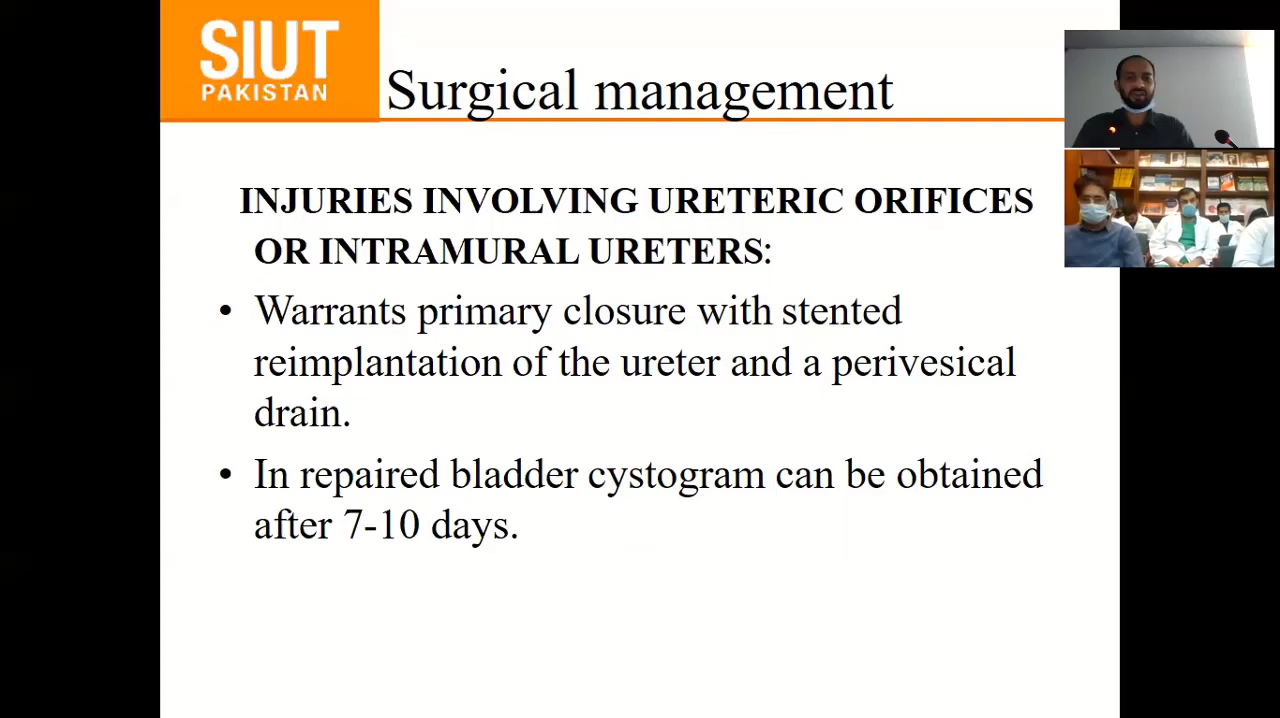 SIUT
PAKISTAN
Surgical management
INJURIES INVOLVING URETERIC ORIFICES
OR INTRAMURAL URETERS:
• Warrants primary closure with stented
reimplantation of the ureter and a perivesical
drain.
• In repaired bladder cystogram can be obtained
after 7-10 days.